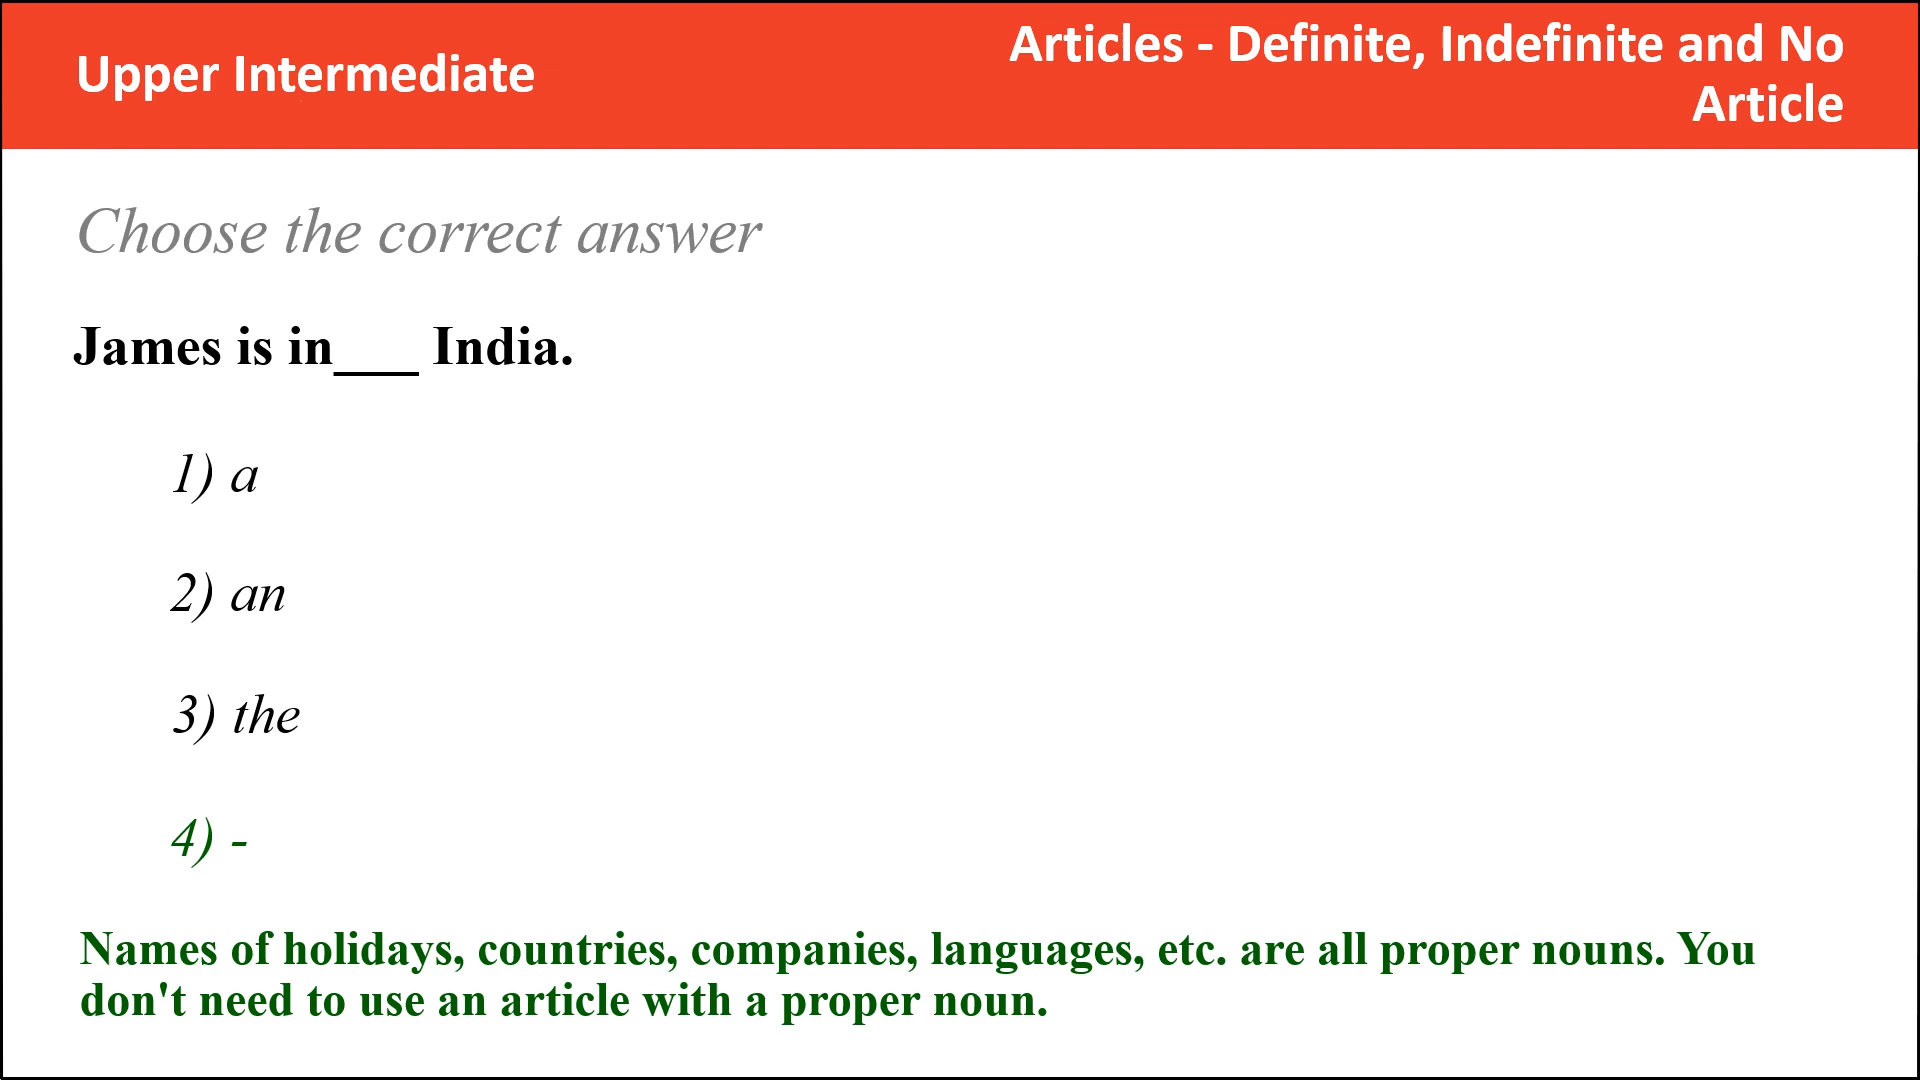 Upper Intermediate
Articles - Definite, Indefinite and No
Article
Choose the correct answer
James is in___ India.
1) a
2) an
3) the
4) -
Names of holidays, countries, companies, languages, etc. are all proper nouns. You
don't need to use an article with a proper noun.